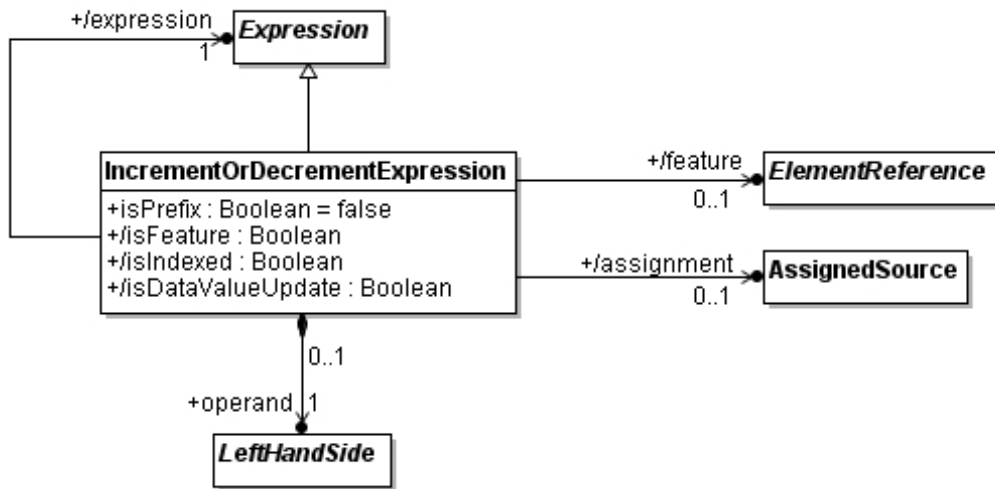 +/expression
1
Expression
IncrementOrDecrementExpression
+isPrefix : Boolean = false
+/isFeature : Boolean
+/isIndexed : Boolean
+/isDataValueUpdate : Boolean
+/feature
0..1
ElementReference
+/assignment
0..1
AssignedSource
0..1
+operand 1
LeftHandSide